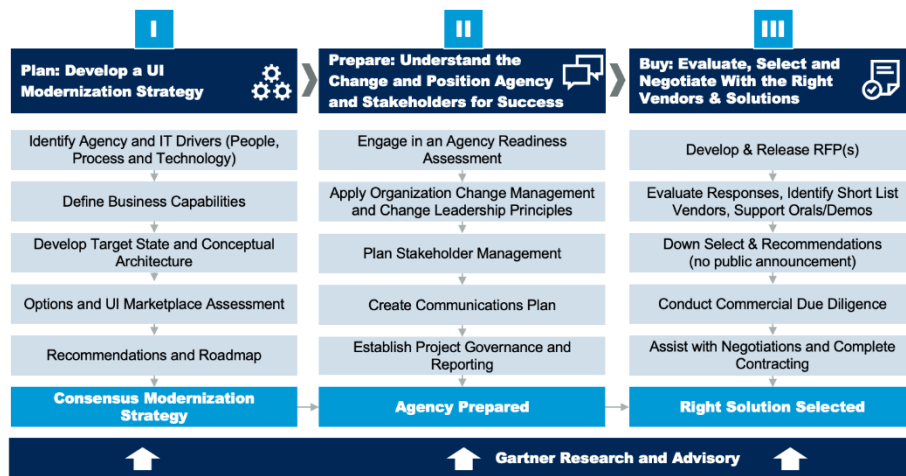 I
Plan: Develop a UI
Modernization Strategy
Identify Agency and IT Drivers (People,
Process and Technology)
Define Business Capabilities
Develop Target State and Conceptual
Architecture
Options and UI Marketplace Assessment
Recommendations and Roadmap
Consensus Modernization
Strategy
II
Prepare: Understand the
Change and Position Agency
and Stakeholders for Success
Engage in an Agency Readiness
Assessment
Apply Organization Change Management
and Change Leadership Principles
Plan Stakeholder Management
Create Communications Plan
Establish Project Governance and
Reporting
Agency Prepared
III
Buy: Evaluate, Select and
Negotiate With the Right
Vendors & Solutions
Develop & Release RFP(s)
Evaluate Responses, Identify Short List
Vendors, Support Orals/Demos
Down Select & Recommendations
(no public announcement)
Conduct Commercial Due Diligence
Assist with Negotiations and Complete
Contracting
Right Solution Selected
Gartner Research and Advisory